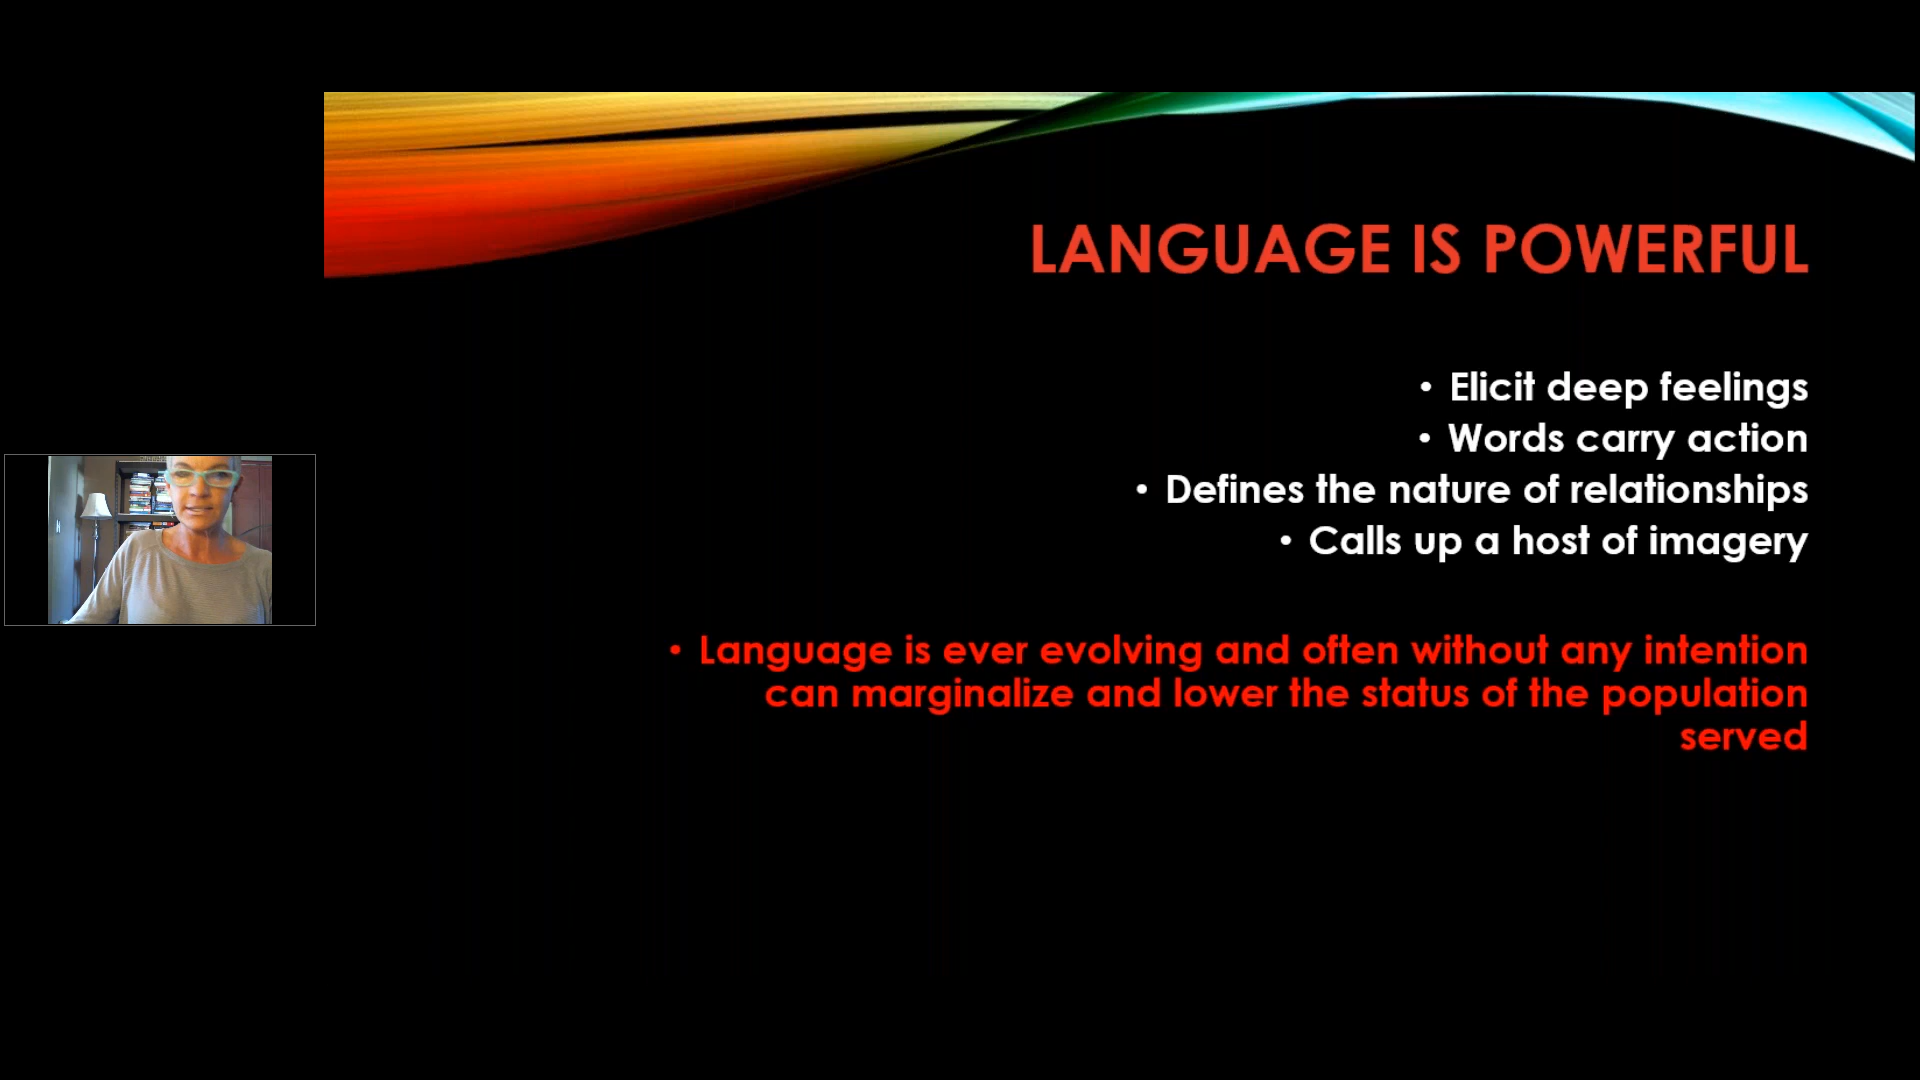 LANGUAGE IS POWERFUL
• Elicit deep feelings
• Words carry action
• Defines the nature of relationships
• Calls up a host of imagery
• Language is ever evolving and often without any intention
can marginalize and lower the status of the population
served